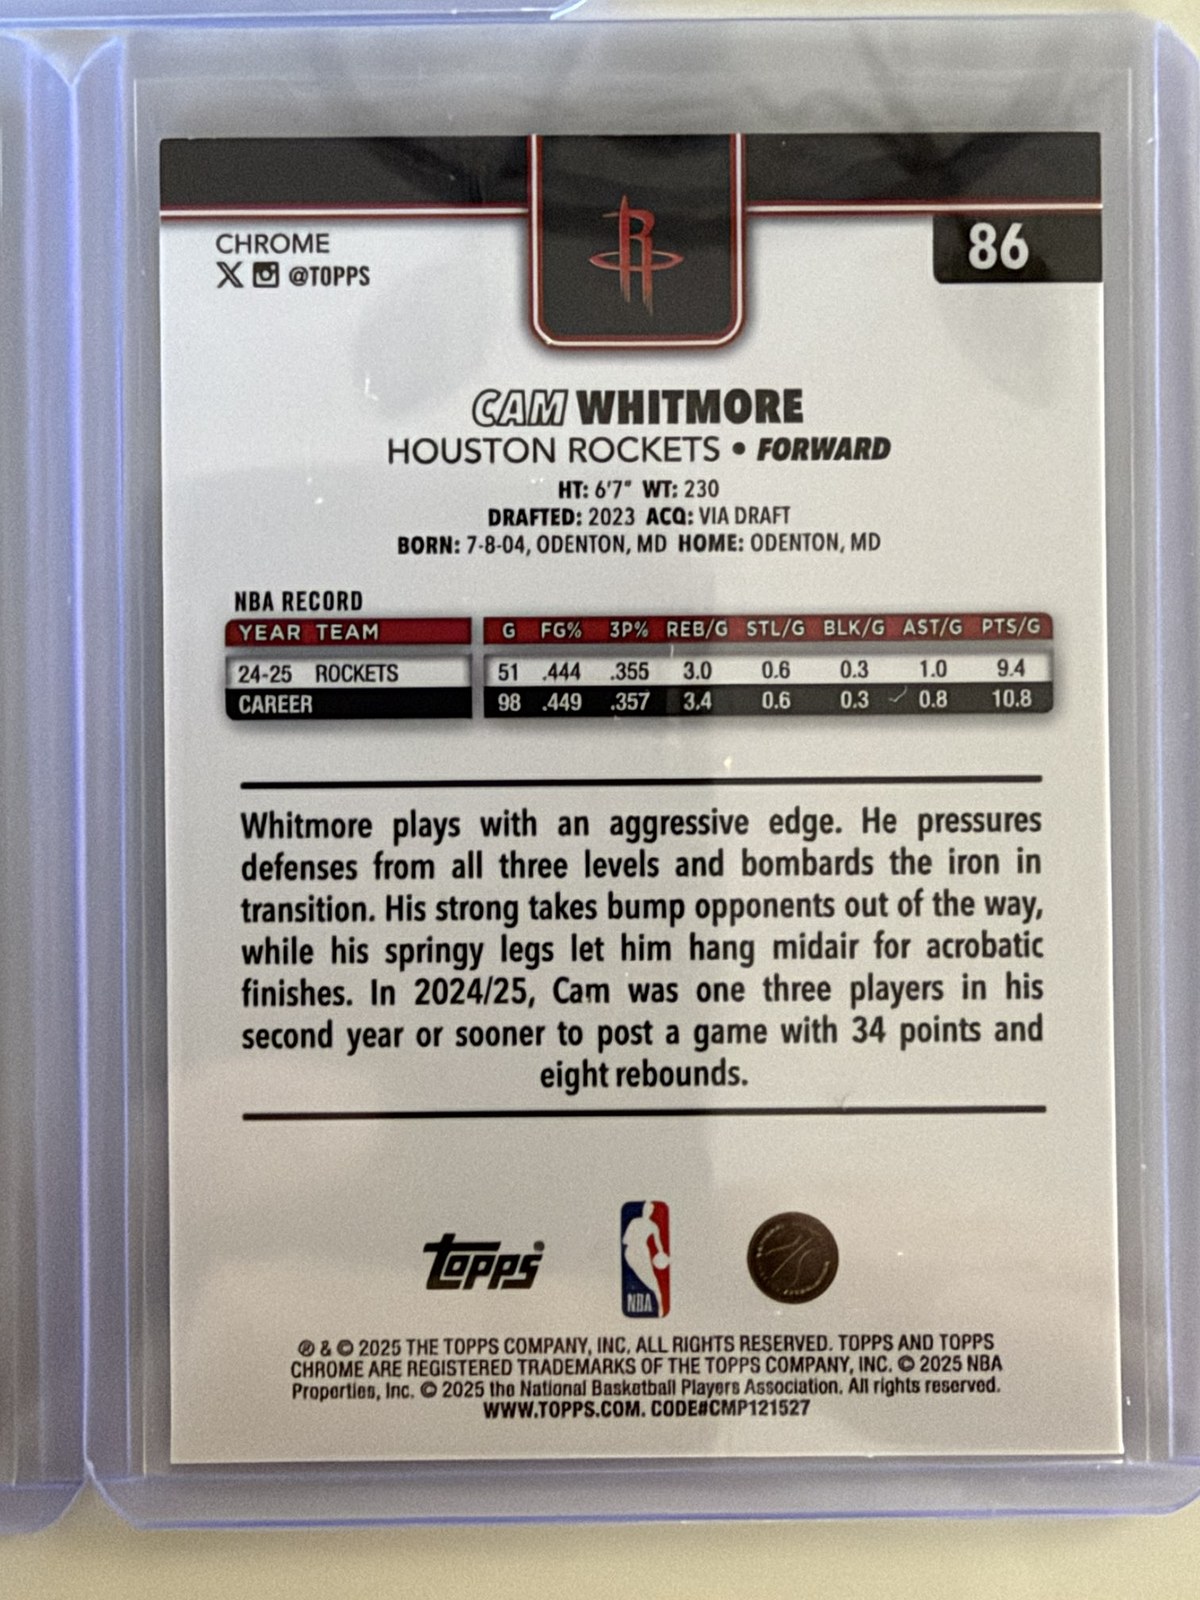 CHROME
86
X @TOPPS
CAM WHITMORE
HOUSTON ROCKETS • FORWARD
HT: 6'7" WT: 230
DRAFTED: 2023 ACQ: VIA DRAFT
BORN: 7-8-04, ODENTON, MD HOME: ODENTON, MD
NBA RECORD
YEAR TEAM G FG% 3P% REB/G STL/G BLK/G AST/G PTS/G
24-25 ROCKETS 51 .444 .355 3.0 0.6 0.3 1.0 9.4
CAREER 98 .449 .357 3.4 0.6 0.3 0.8 10.8
Whitmore plays with an aggressive edge. He pressures
defenses from all three levels and bombards the iron in
transition. His strong takes bump opponents out of the way,
while his springy legs let him hang midair for acrobatic
finishes. In 2024/25, Cam was one three players in his
second year or sooner to post a game with 34 points and
eight rebounds.
topps
NBA
® & © 2025 THE TOPPS COMPANY, INC. ALL RIGHTS RESERVED. TOPPS AND TOPPS
CHROME ARE REGISTERED TRADEMARKS OF THE TOPPS COMPANY, INC. © 2025 NBA
Properties, Inc. © 2025 the National Basketball Players Association. All rights reserved.
WWW.TOPPS.COM. CODE#CMP121527